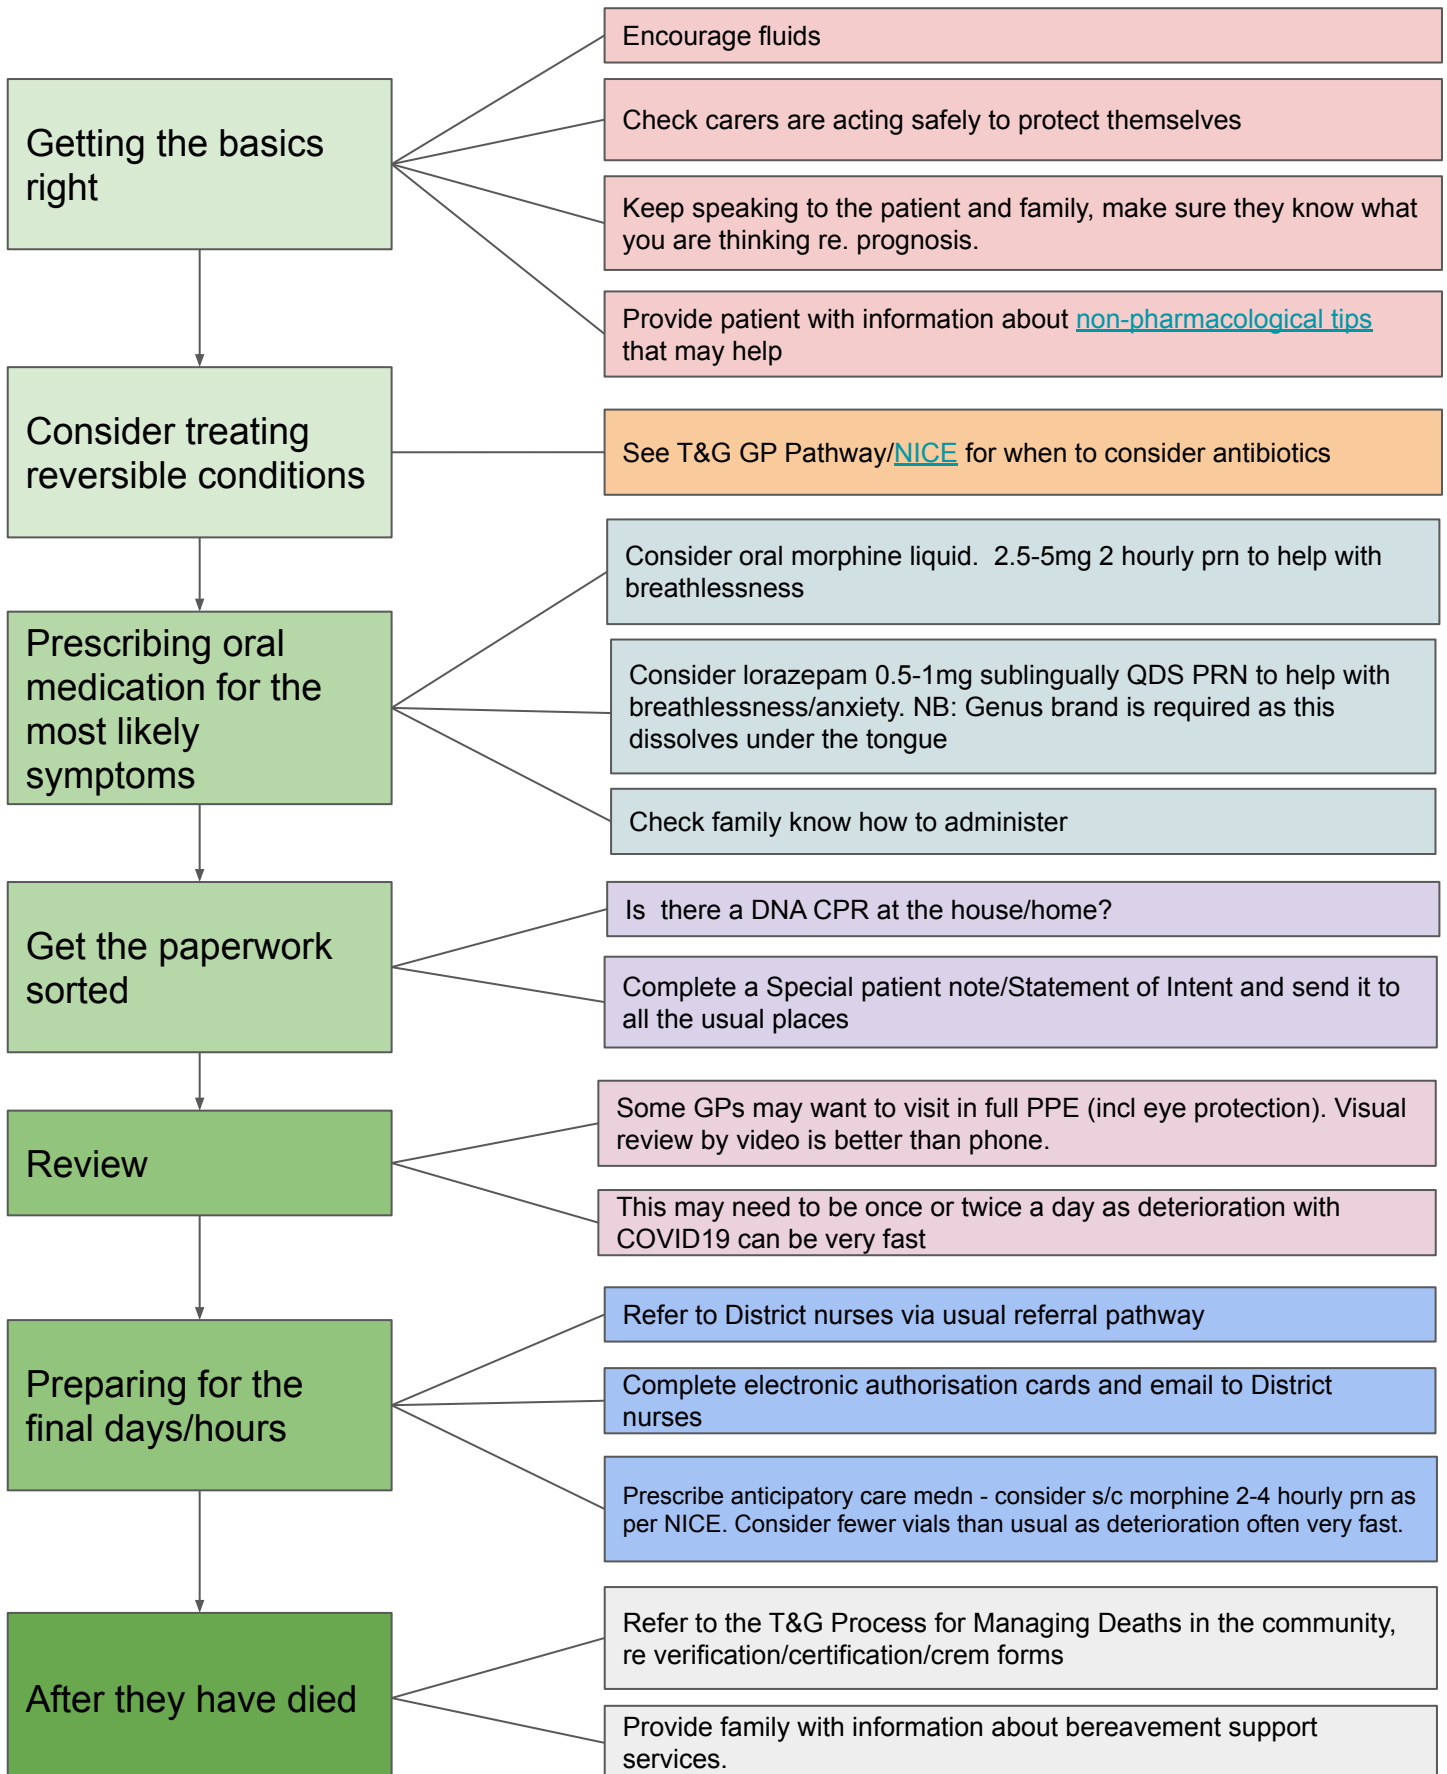 Getting the basics
right
Encourage fluids
Check carers are acting safely to protect themselves
Keep speaking to the patient and family, make sure they know what
you are thinking re. prognosis.
Provide patient with information about non-pharmacological tips
that may help
Consider treating
reversible conditions
See T&G GP Pathway/NICE for when to consider antibiotics
Prescribing oral
medication for the
most likely
symptoms
Consider oral morphine liquid.  2.5-5mg 2 hourly prn to help with
breathlessness
Consider lorazepam 0.5-1mg sublingually QDS PRN to help with
breathlessness/anxiety. NB: Genus brand is required as this
dissolves under the tongue
Check family know how to administer
Get the paperwork
sorted
Is  there a DNA CPR at the house/home?
Complete a Special patient note/Statement of Intent and send it to
all the usual places
Review
Some GPs may want to visit in full PPE (incl eye protection). Visual
review by video is better than phone.
This may need to be once or twice a day as deterioration with
COVID19 can be very fast
Preparing for the
final days/hours
Refer to District nurses via usual referral pathway
Complete electronic authorisation cards and email to District
nurses
Prescribe anticipatory care medn - consider s/c morphine 2-4 hourly prn as
per NICE. Consider fewer vials than usual as deterioration often very fast.
After they have died
Refer to the T&G Process for Managing Deaths in the community,
re verification/certification/crem forms
Provide family with information about bereavement support
services.